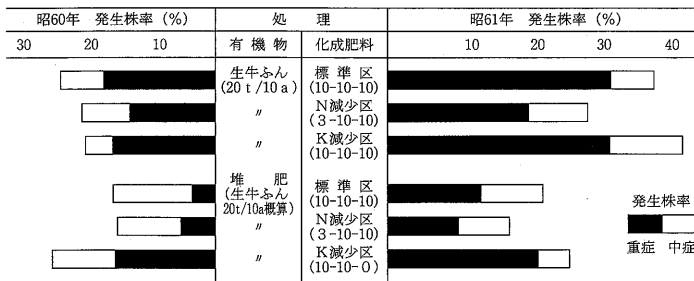 昭60年 発生株率(%)
処 理
昭61年 発生株率(%)
30 20 10
有 機 物
化成肥料
10 20 30 40
生牛ふん
(20t/10a)
標 準 区
(10-10-10)
〃
N減少区
(3-10-10)
〃
K減少区
(10-10-10)
堆 肥
(生牛ふん
20t/10a概算)
標 準 区
(10-10-10)
〃
N減少区
(3-10-10)
〃
K減少区
(10-10-0)
発生株率
重症 中症